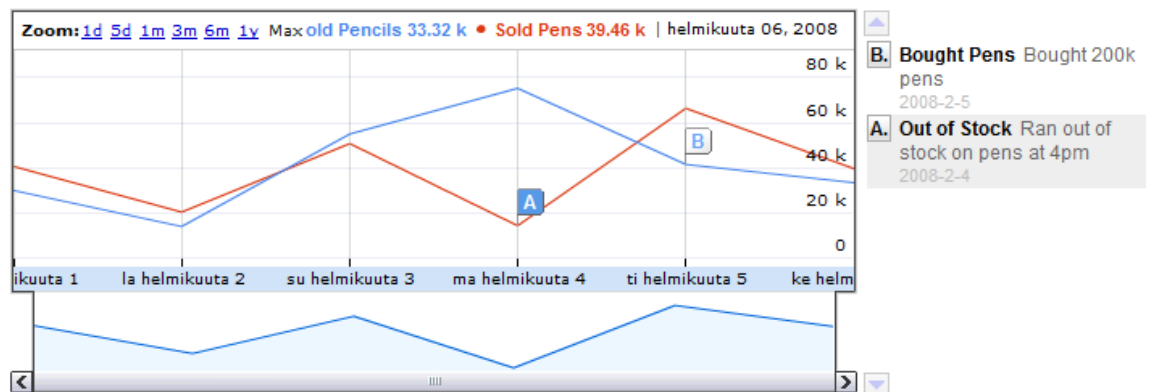 Zoom: 1d 5d 1m 3m 6m 1y Max old Pencils 33.32 k ● Sold Pens 39.46 k | helmikuuta 06, 2008
80 k
60 k
40 k
20 k
0
B
A
ikuuta 1 la helmikuuta 2 su helmikuuta 3 ma helmikuuta 4 ti helmikuuta 5 ke helm
B. Bought Pens Bought 200k
pens
2008-2-5
A. Out of Stock Ran out of
stock on pens at 4pm
2008-2-4